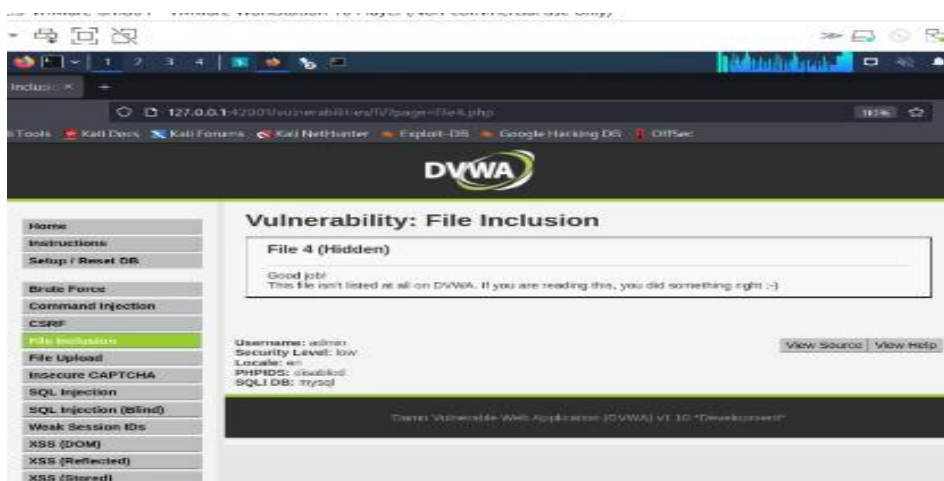 1 2 3 4
127.0.0.1:42001/vulnerabilities/fi/?page=file4.php
Tools Kali Docs Kali Forums Kali NetHunter Exploit-DB Google Hacking DB OffSec
DVWA
Home
Instructions
Setup / Reset DB
Brute Force
Command Injection
CSRF
File Inclusion
File Upload
Insecure CAPTCHA
SQL Injection
SQL Injection (Blind)
Weak Session IDs
XSS (DOM)
XSS (Reflected)
XSS (Stored)
Vulnerability: File Inclusion
File 4 (Hidden)
Good job!
This file isn't listed at all on DVWA. If you are reading this, you did something right ;-)
Username: admin
Security Level: low
Locale: en
PHPIDS: disabled
SQLI DB: mysql
View Source View Help
Damn Vulnerable Web Application (DVWA) v1.10 *Development*